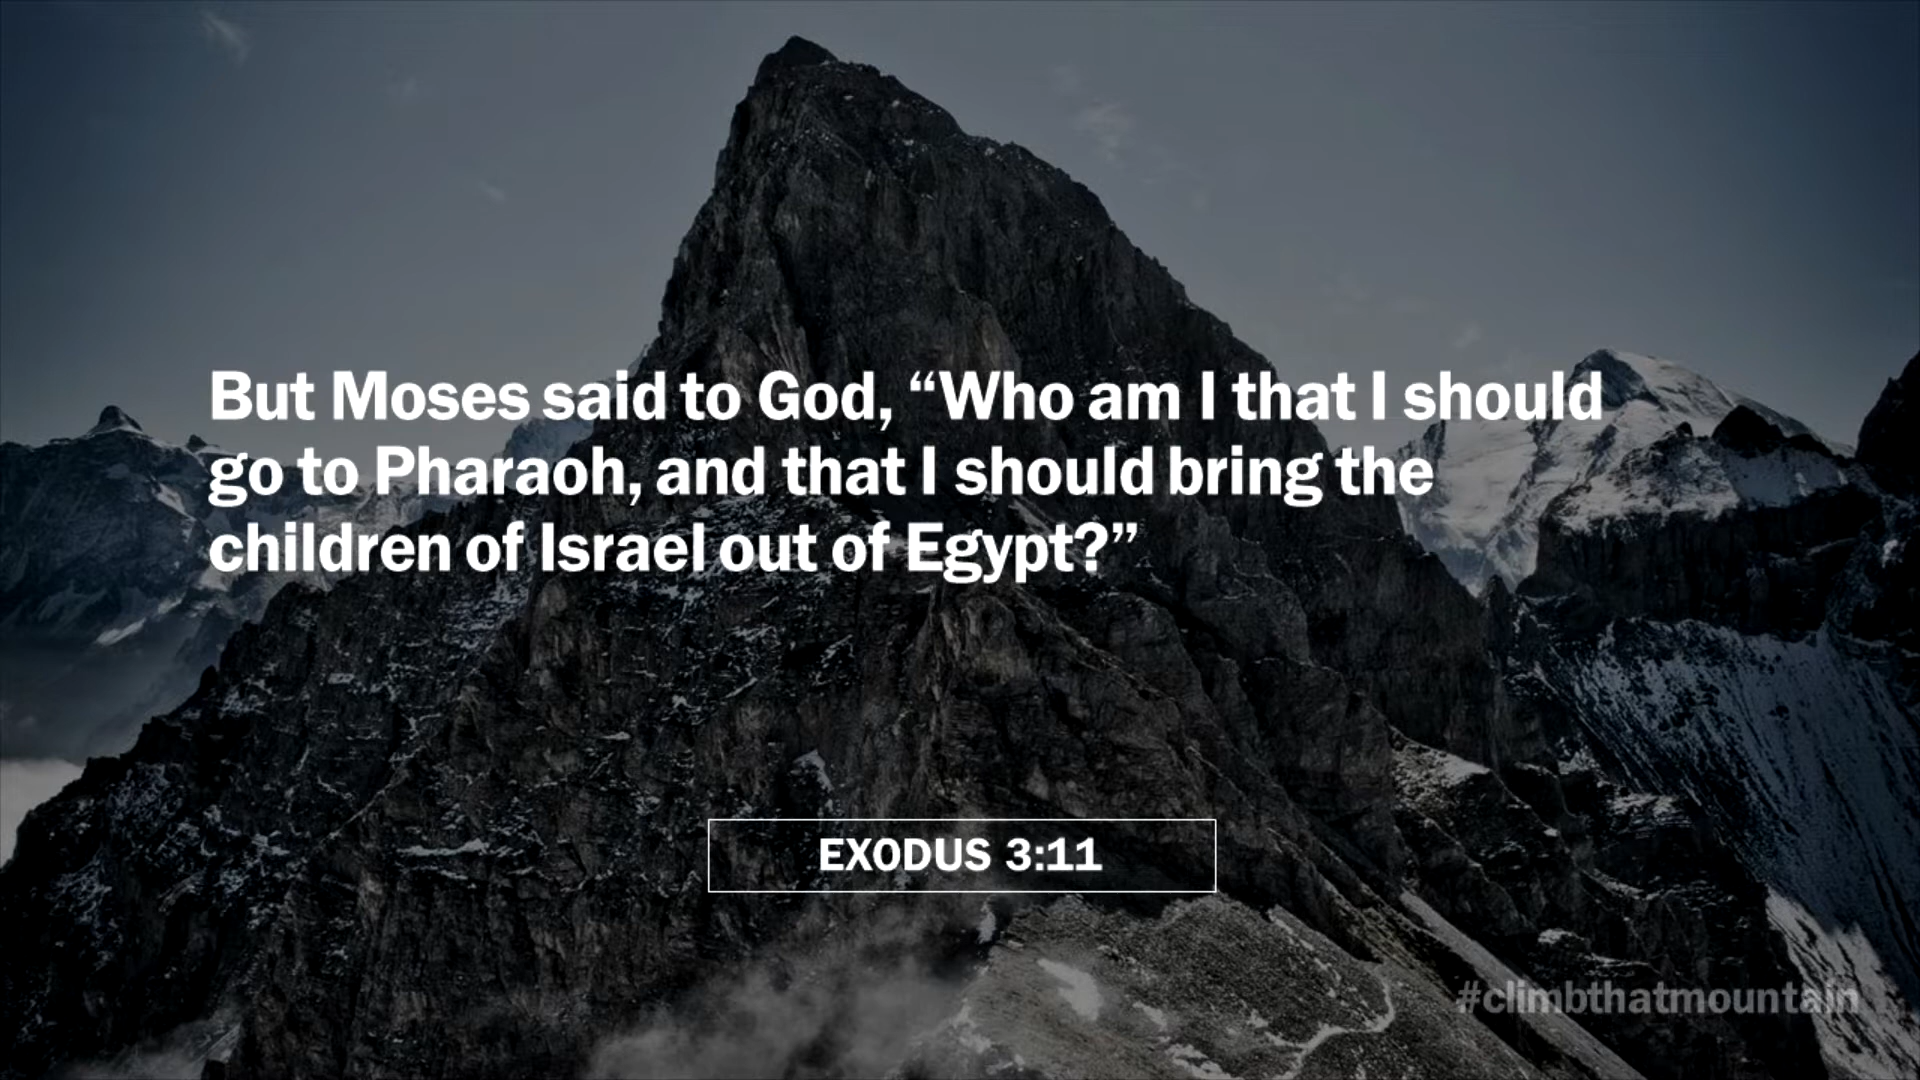 But Moses said to God, “Who am I that I should
go to Pharaoh, and that I should bring the
children of Israel out of Egypt?”
EXODUS 3:11
#climbthatmountain